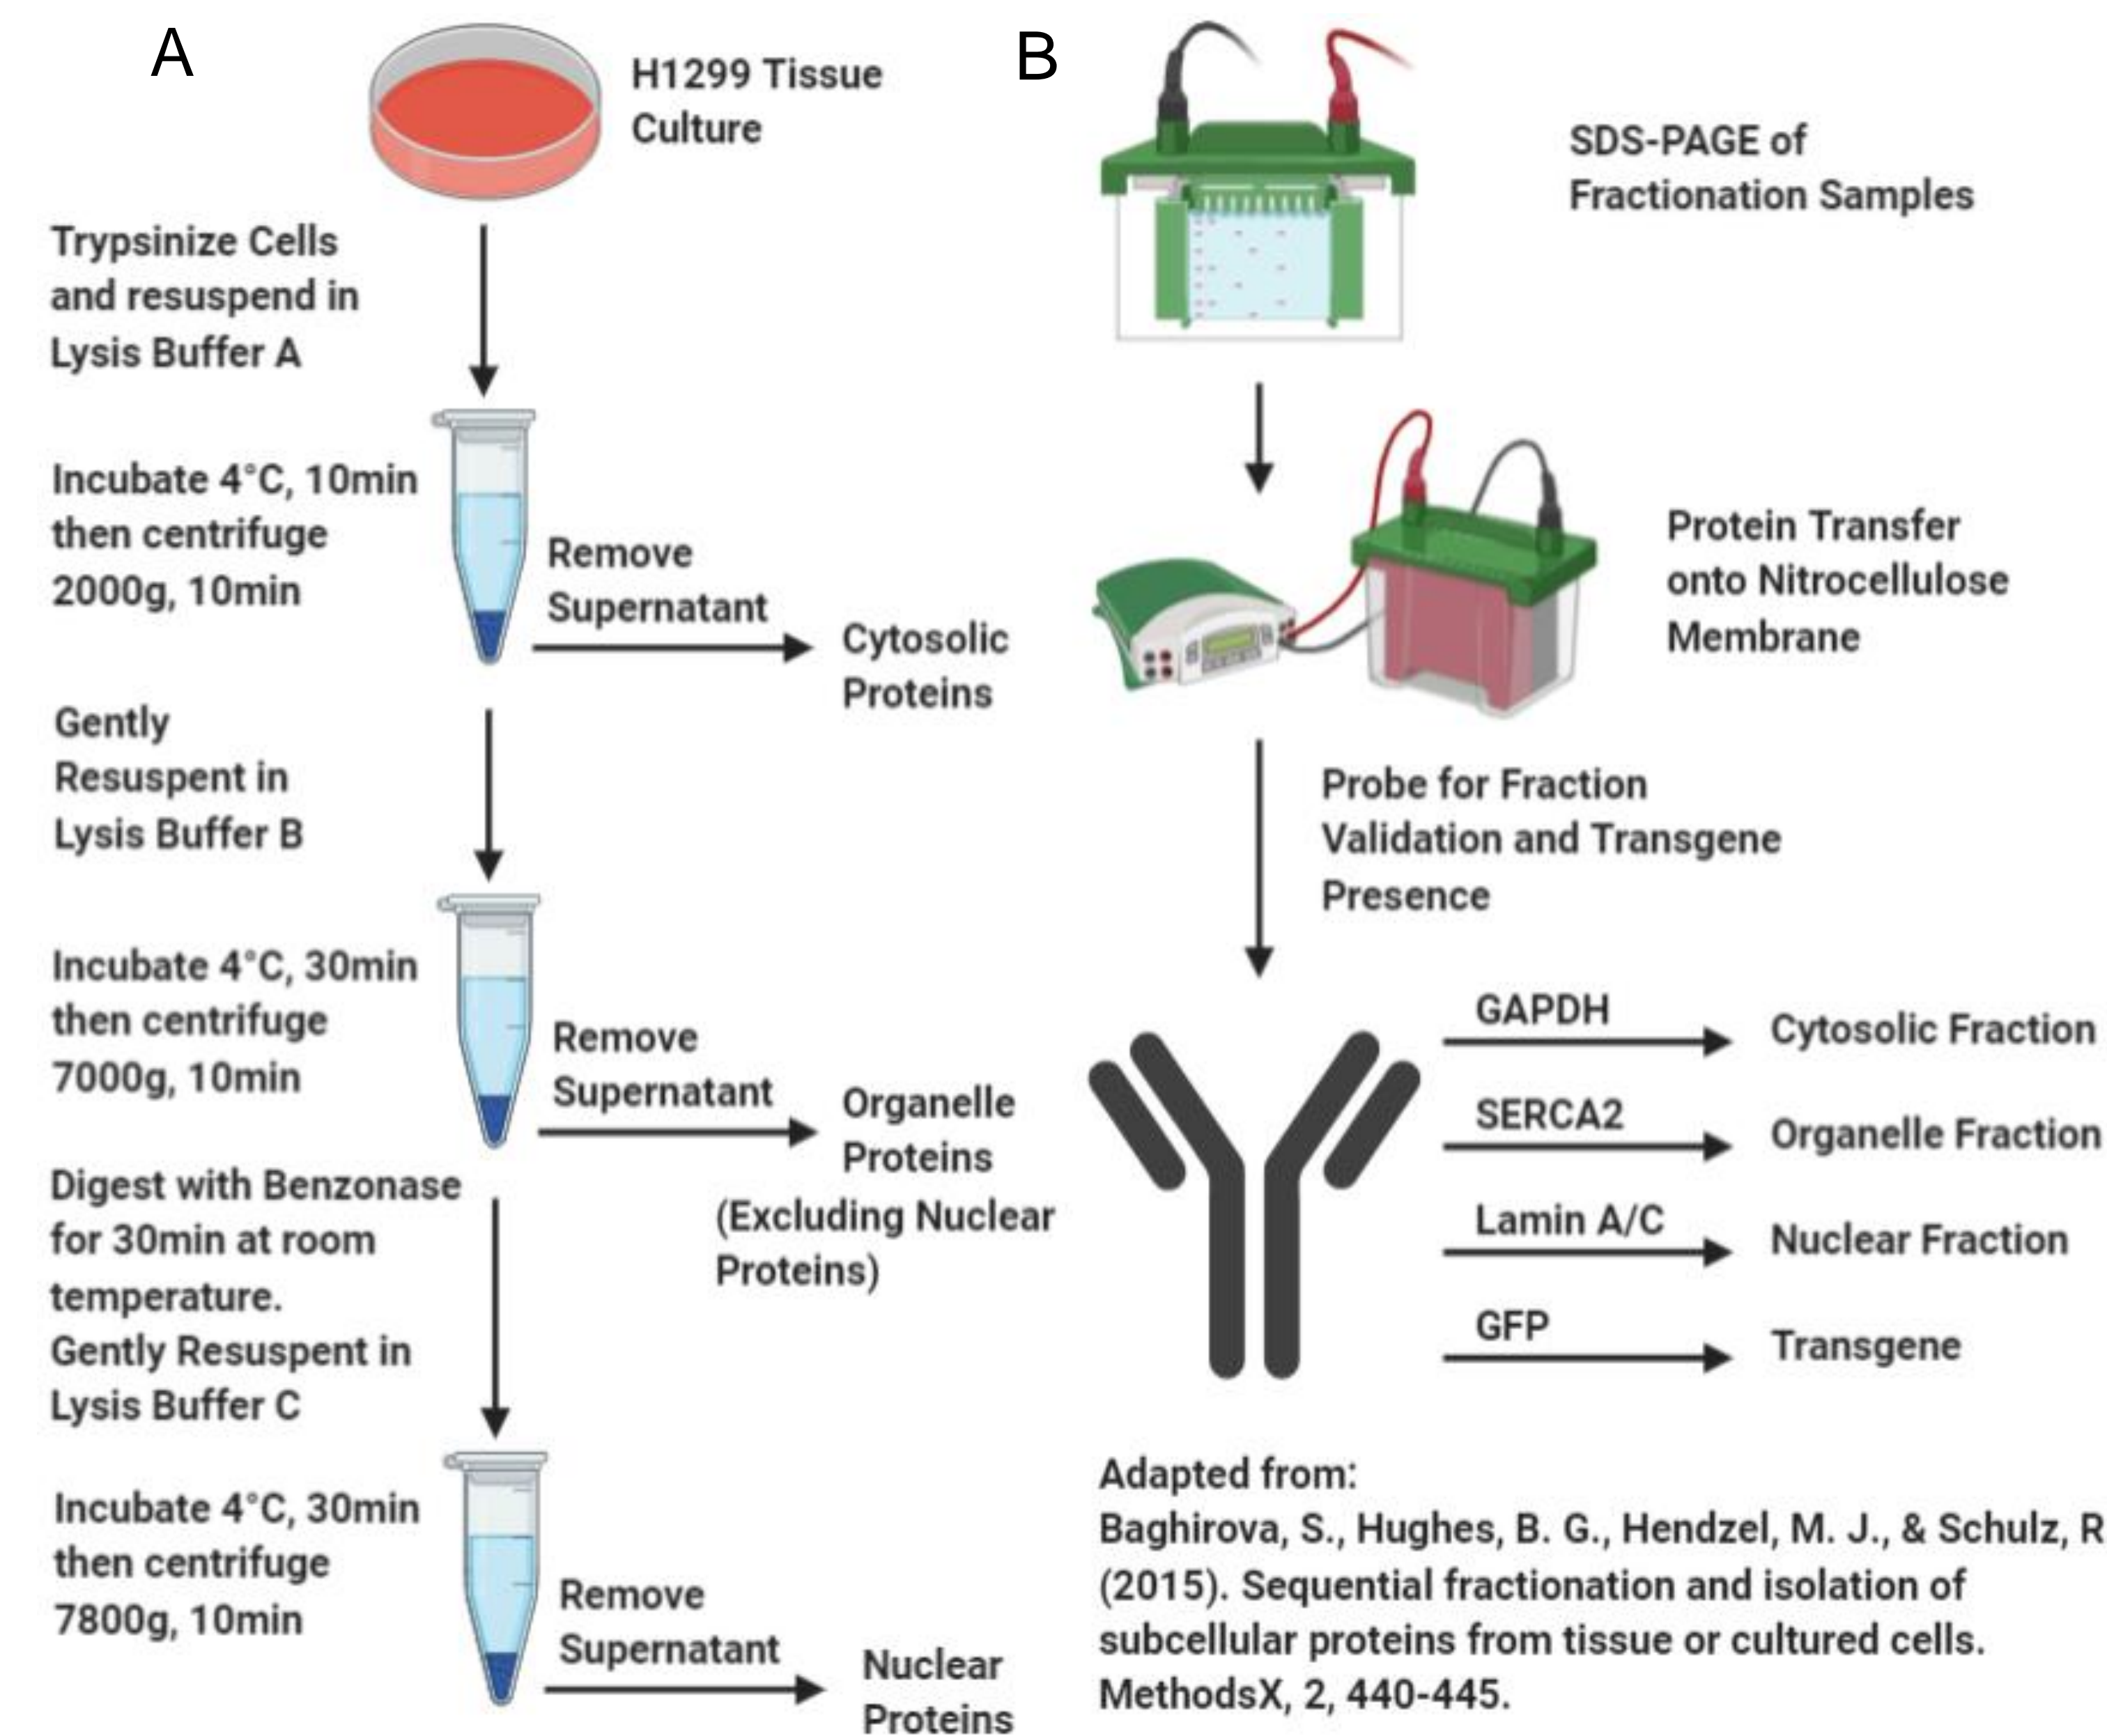 A
H1299 Tissue
Culture
Trypsinize Cells
and resuspend in
Lysis Buffer A
Incubate 4°C, 10min
then centrifuge
2000g, 10min
Remove
Supernatant
Cytosolic
Proteins
Gently
Resuspent in
Lysis Buffer B
Incubate 4°C, 30min
then centrifuge
7000g, 10min
Remove
Supernatant
Organelle
Proteins
(Excluding Nuclear
Proteins)
Digest with Benzonase
for 30min at room
temperature.
Gently Resuspent in
Lysis Buffer C
Incubate 4°C, 30min
then centrifuge
7800g, 10min
Remove
Supernatant
Nuclear
Proteins
B
SDS-PAGE of
Fractionation Samples
Protein Transfer
onto Nitrocellulose
Membrane
Probe for Fraction
Validation and Transgene
Presence
GAPDH
Cytosolic Fraction
SERCA2
Organelle Fraction
Lamin A/C
Nuclear Fraction
GFP
Transgene
Adapted from:
Baghirova, S., Hughes, B. G., Hendzel, M. J., & Schulz, R
(2015). Sequential fractionation and isolation of
subcellular proteins from tissue or cultured cells.
MethodsX, 2, 440-445.